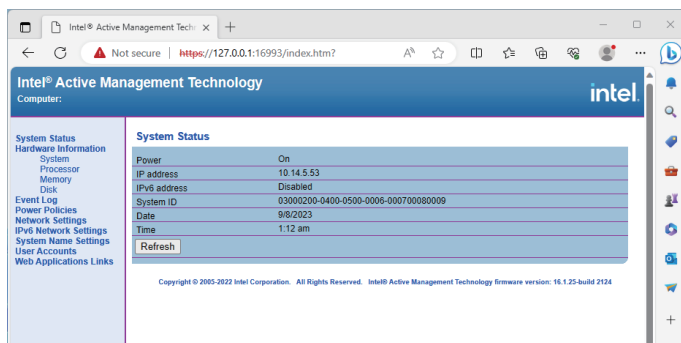 Intel® Active Management Techn
Not secure | https://127.0.0.1:16993/index.htm?
Intel® Active Management Technology
Computer:
intel.
System Status
Hardware Information
System
Processor
Memory
Disk
Event Log
Power Policies
Network Settings
IPv6 Network Settings
System Name Settings
User Accounts
Web Applications Links
System Status
Power On
IP address 10.14.5.53
IPv6 address Disabled
System ID 03000200-0400-0500-0006-000700080009
Date 9/8/2023
Time 1:12 am
Refresh
Copyright © 2005-2022 Intel Corporation. All Rights Reserved. Intel® Active Management Technology firmware version: 16.1.25-build 2124